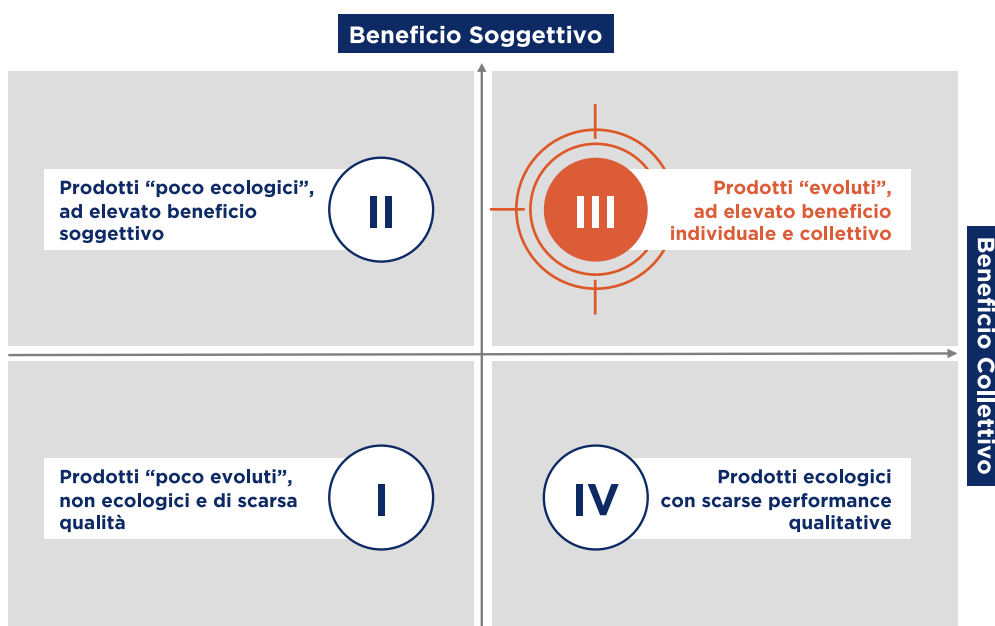 Beneficio Soggettivo
Prodotti “poco ecologici”,
ad elevato beneficio
soggettivo
II
III
Prodotti “evoluti”,
ad elevato beneficio
individuale e collettivo
Beneficio Collettivo
Prodotti “poco evoluti”,
non ecologici e di scarsa
qualità
I
IV
Prodotti ecologici
con scarse performance
qualitative